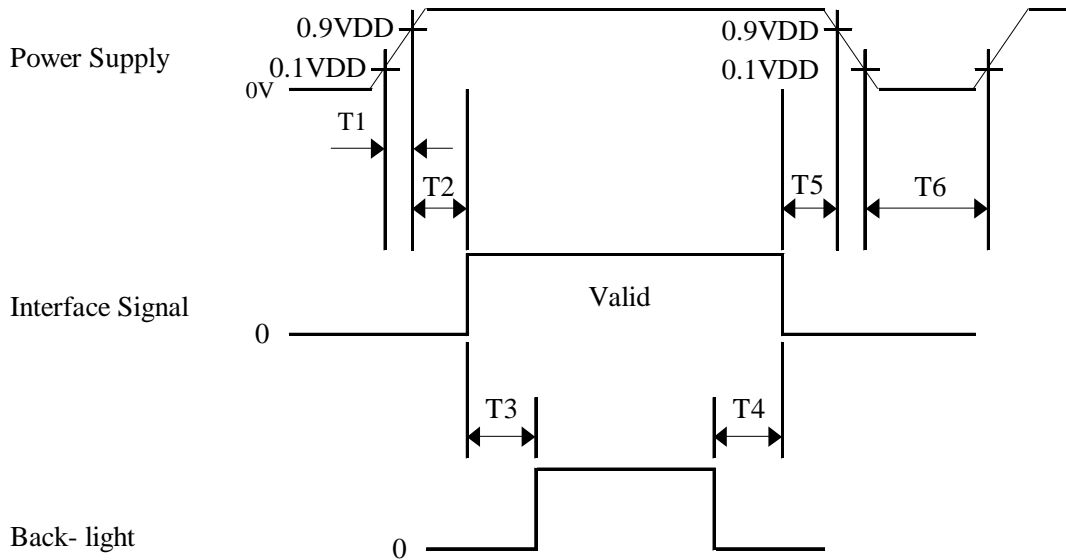 0.9VDD
0.9VDD
Power Supply
0.1VDD
0.1VDD
0V
T1
T2
T5
T6
Valid
Interface Signal
0
T3
T4
Back- light
0